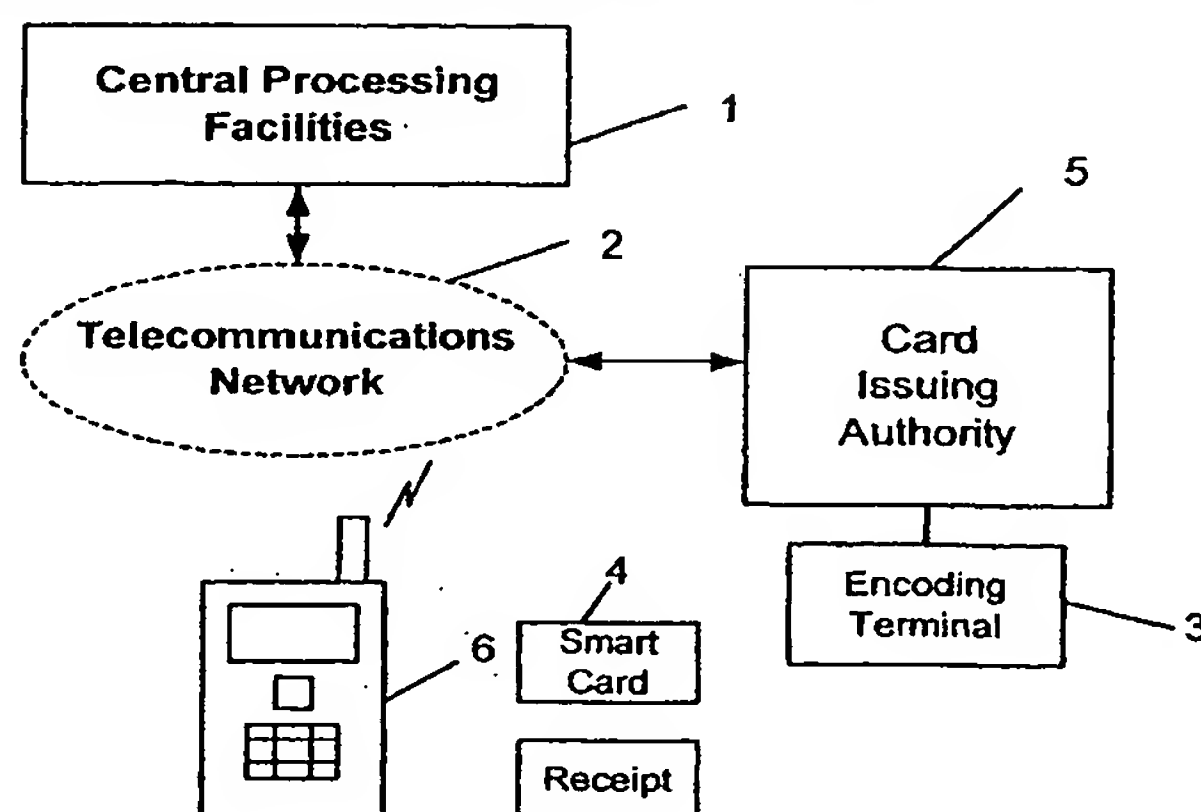 Central Processing
Facilities
1
5
2
Telecommunications
Network
Card
Issuing
Authority
4
Encoding
Terminal
3
Smart
Card
6
Receipt